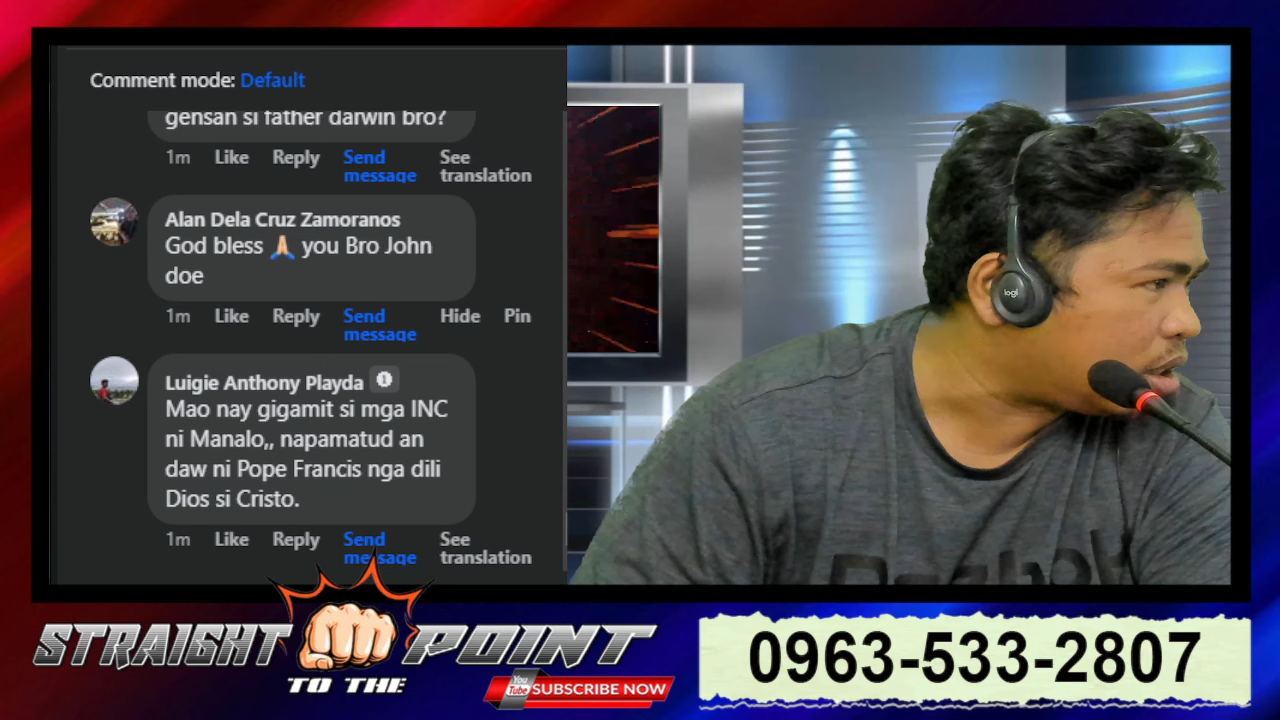 Comment mode: Default
gensan si father darwin bro?
1m Like Reply Send message See translation
Alan Dela Cruz Zamoranos
God bless 🙏 you Bro John
doe
1m Like Reply Send message Hide Pin
Luigie Anthony Playda
Mao nay gigamit si mga INC
ni Manalo,, napamatud an
daw ni Pope Francis nga dili
Dios si Cristo.
1m Like Reply Send message See translation
logi
STRAIGHT POINT
TO THE
You Tube SUBSCRIBE NOW
0963-533-2807